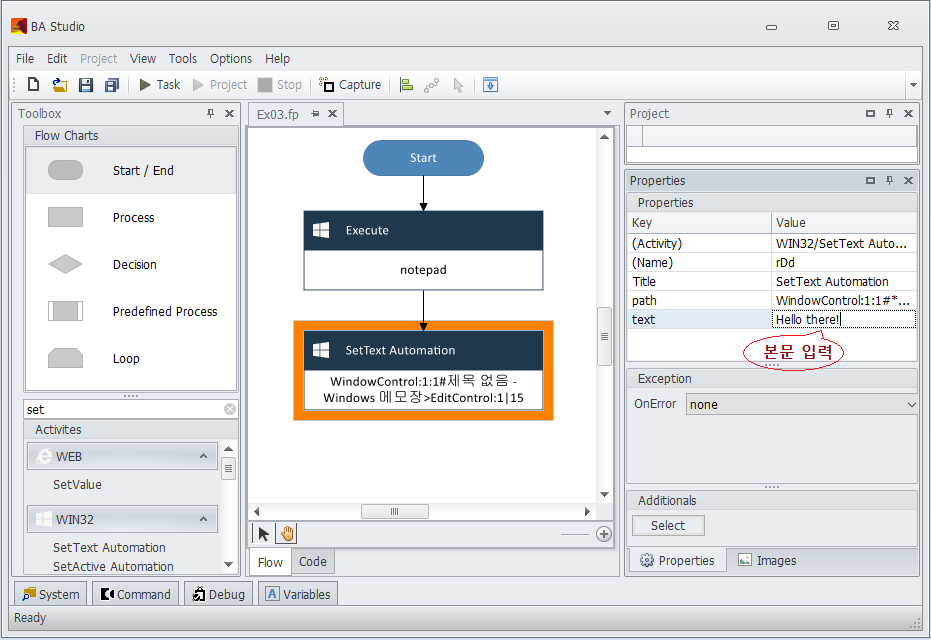 BA Studio
File Edit Project View Tools Options Help
Task Project Stop Capture
Toolbox
Flow Charts
Start / End
Process
Decision
Predefined Process
Loop
set
Activites
WEB
SetValue
WIN32
SetText Automation
SetActive Automation
Ex03.fp
Start
Execute
notepad
SetText Automation
WindowControl:1:1#제목 없음 -
Windows 메모장>EditControl:1|15
Flow Code
Project
Properties
Properties
Key Value
(Activity) WIN32/SetText Auto...
(Name) rDd
Title SetText Automation
path WindowControl:1:1#*...
text Hello there!
본문 입력
Exception
OnError none
Additionals
Select
Properties Images
System Command Debug Variables
Ready